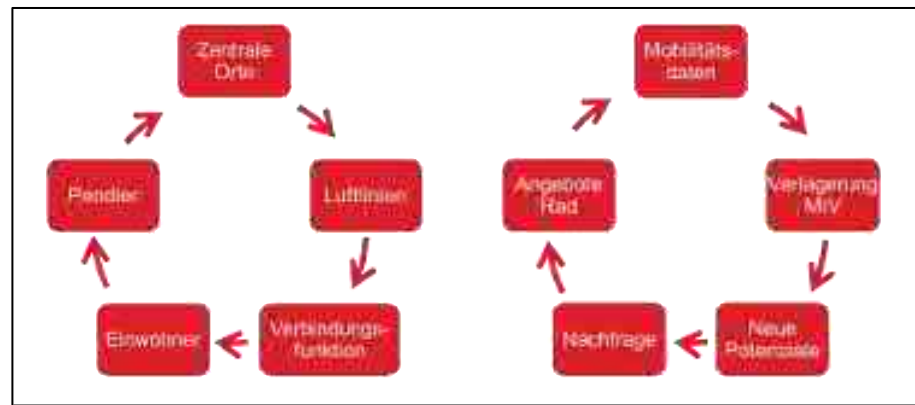 Zentrale
Orte
Luftlinien
Verbindungs-
funktion
Einwohner
Pendler
Mobilitäts-
daten
Verlagerung
MIV
Neue
Potenziale
Nachfrage
Angebote
Rad